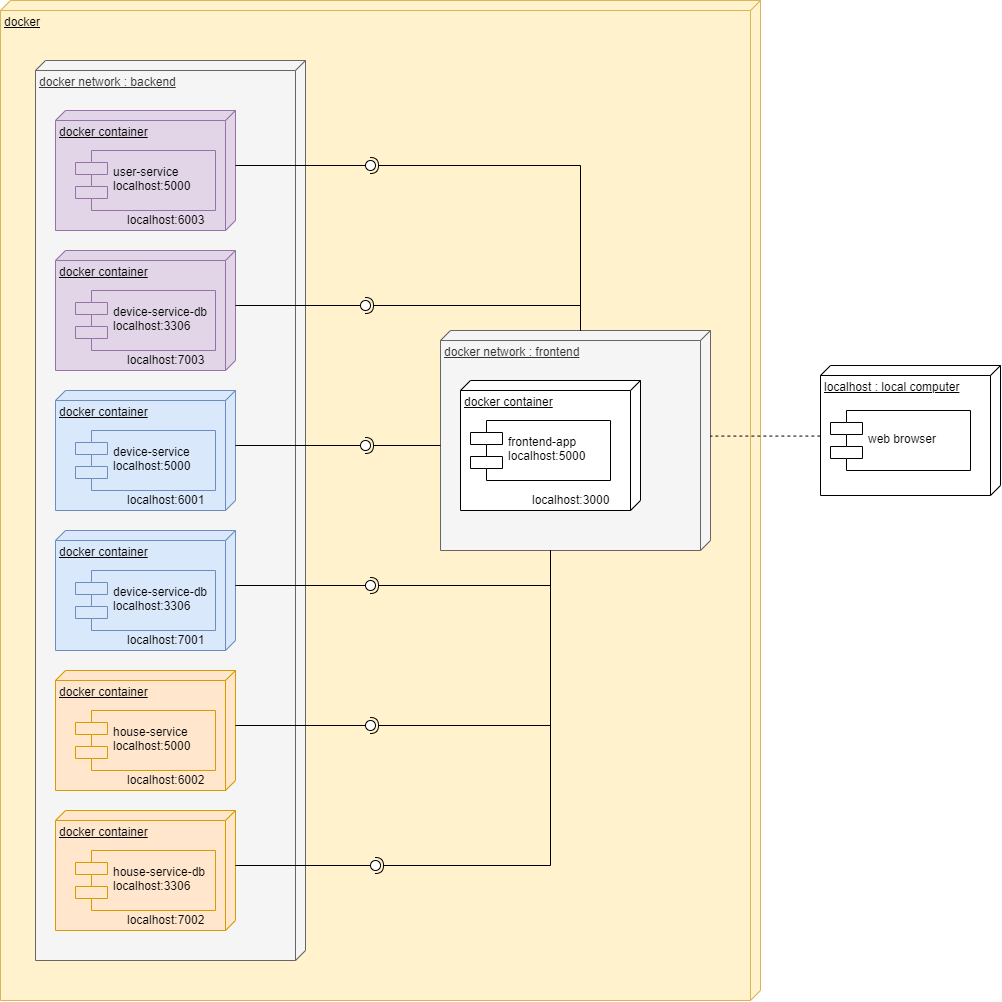 docker
docker network : backend
docker container
user-service
localhost:5000
localhost:6003
docker container
device-service-db
localhost:3306
localhost:7003
docker container
device-service
localhost:5000
localhost:6001
docker container
device-service-db
localhost:3306
localhost:7001
docker container
house-service
localhost:5000
localhost:6002
docker container
house-service-db
localhost:3306
localhost:7002
docker network : frontend
docker container
frontend-app
localhost:5000
localhost:3000
localhost : local computer
web browser